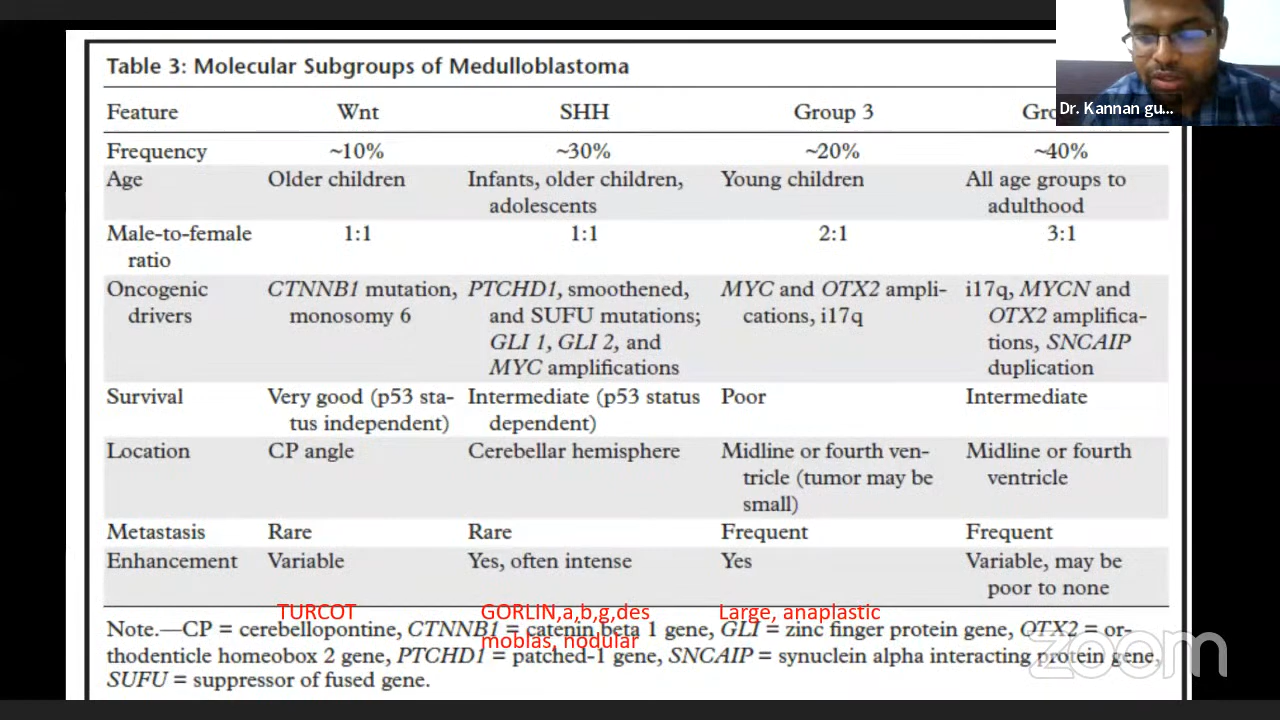 Table 3: Molecular Subgroups of Medulloblastoma
Dr. Kannan gu...
Feature Wnt SHH Group 3
Frequency ~10% ~30% ~20% ~40%
Age Older children Infants, older children, Young children All age groups to
adolescents adulthood
Male-to-female 1:1 1:1 2:1 3:1
ratio
Oncogenic CTNNB1 mutation, PTCHD1, smoothened, MYC and OTX2 ampli- i17q, MYCN and
drivers monosomy 6 and SUFU mutations; cations, i17q OTX2 amplifica-
GLI 1, GLI 2, and tions, SNCAIP
MYC amplifications duplication
Survival Very good (p53 sta- Intermediate (p53 status Poor Intermediate
tus independent) dependent)
Location CP angle Cerebellar hemisphere Midline or fourth ven- Midline or fourth
tricle (tumor may be ventricle
small)
Metastasis Rare Rare Frequent Frequent
Enhancement Variable Yes, often intense Yes Variable, may be
poor to none
TURCOT GORLIN,a,b,g,des Large, anaplastic
moblas, nodular
Note.—CP = cerebellopontine, CTNNB1 = catenin beta 1 gene, GLI = zinc finger protein gene, OTX2 = or-
thodenticle homeobox 2 gene, PTCHD1 = patched-1 gene, SNCAIP = synuclein alpha interacting protein gene,
SUFU = suppressor of fused gene.
zoom